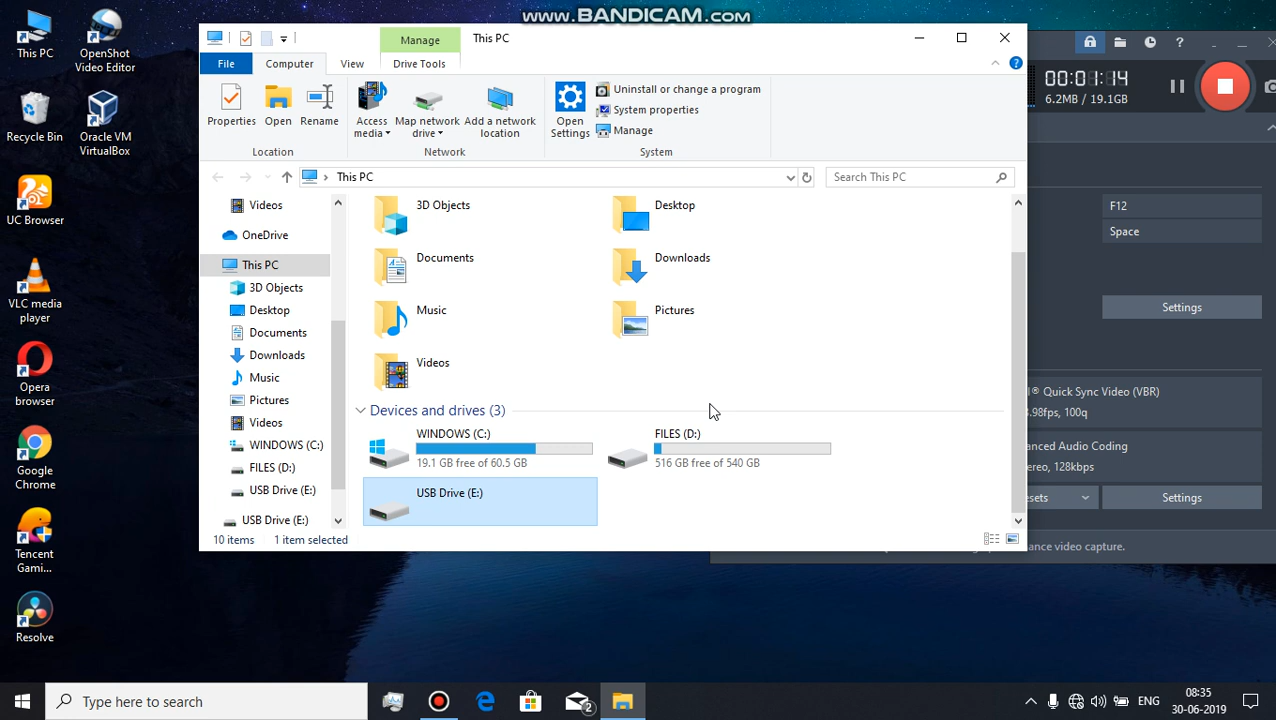 www.BANDICAM.com
This PC
OpenShot
Video Editor
Recycle Bin
Oracle VM
VirtualBox
UC Browser
VLC media
player
Opera
browser
Google
Chrome
Tencent
Gami...
Resolve
Manage
This PC
File
Computer
View
Drive Tools
Properties
Open
Rename
Location
Access
media
Map network
drive
Add a network
location
Network
Open
Settings
Uninstall or change a program
System properties
Manage
System
This PC
Search This PC
Videos
OneDrive
This PC
3D Objects
Desktop
Documents
Downloads
Music
Pictures
Videos
WINDOWS (C:)
FILES (D:)
USB Drive (E:)
USB Drive (E:)
3D Objects
Desktop
Documents
Downloads
Music
Pictures
Videos
Devices and drives (3)
WINDOWS (C:)
19.1 GB free of 60.5 GB
FILES (D:)
516 GB free of 540 GB
USB Drive (E:)
10 items
1 item selected
00:01:14
6.2MB / 19.1GB
F12
Space
Settings
Quick Sync Video (VBR)
fps, 100q
Audio Coding
128kbps
Settings
video capture.
Type here to search
2
ENG
08:35
30-06-2019